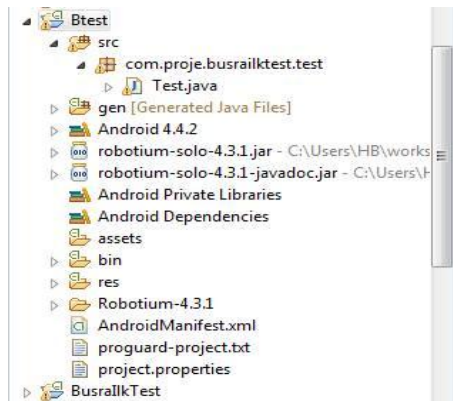 Btest
src
com.proje.busrailktest.test
Test.java
gen [Generated Java Files]
Android 4.4.2
robotium-solo-4.3.1.jar - C:\Users\HB\works
robotium-solo-4.3.1-javadoc.jar - C:\Users\H
Android Private Libraries
Android Dependencies
assets
bin
res
Robotium-4.3.1
AndroidManifest.xml
proguard-project.txt
project.properties
BusraIlkTest